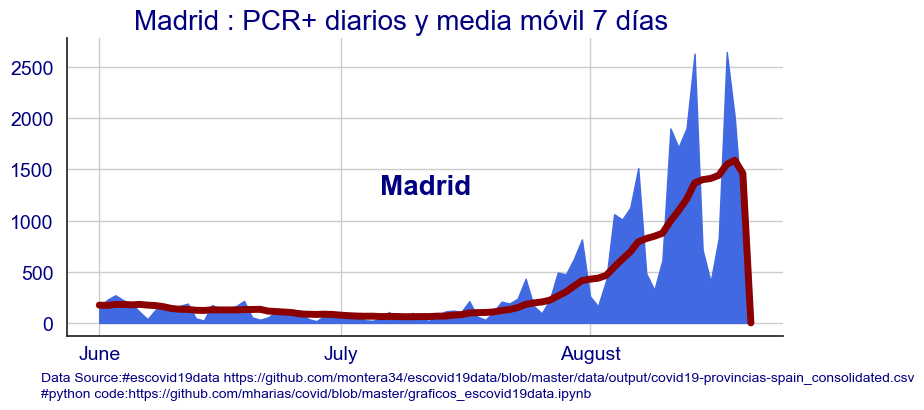 Madrid : PCR+ diarios y media móvil 7 días
2500
2000
1500
1000
500
0
Madrid
June July August
Data Source:#escovid19data https://github.com/montera34/escovid19data/blob/master/data/output/covid19-provincias-spain_consolidated.csv
#python code:https://github.com/mharias/covid/blob/master/graficos_escovid19data.ipynb